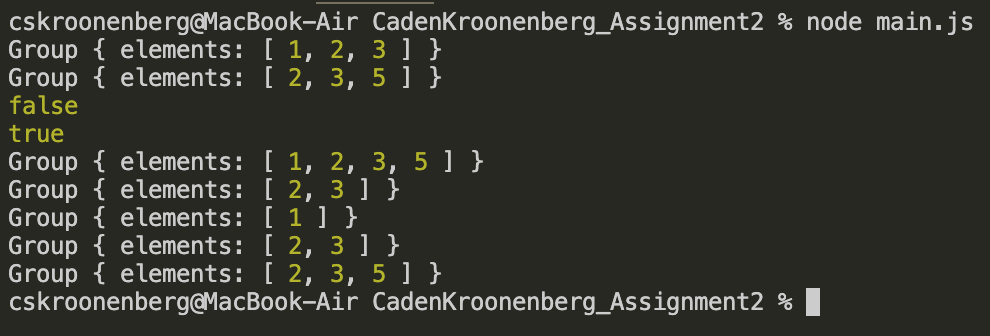 cskroonenberg@MacBook-Air CadenKroonenberg_Assignment2 % node main.js
Group { elements: [ 1, 2, 3 ] }
Group { elements: [ 2, 3, 5 ] }
false
true
Group { elements: [ 1, 2, 3, 5 ] }
Group { elements: [ 2, 3 ] }
Group { elements: [ 1 ] }
Group { elements: [ 2, 3 ] }
Group { elements: [ 2, 3, 5 ] }
cskroonenberg@MacBook-Air CadenKroonenberg_Assignment2 %